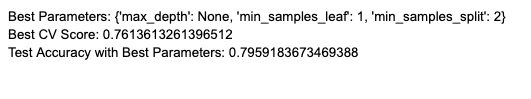 Best Parameters: {'max_depth': None, 'min_samples_leaf': 1, 'min_samples_split': 2}
Best CV Score: 0.7613613261396512
Test Accuracy with Best Parameters: 0.7959183673469388